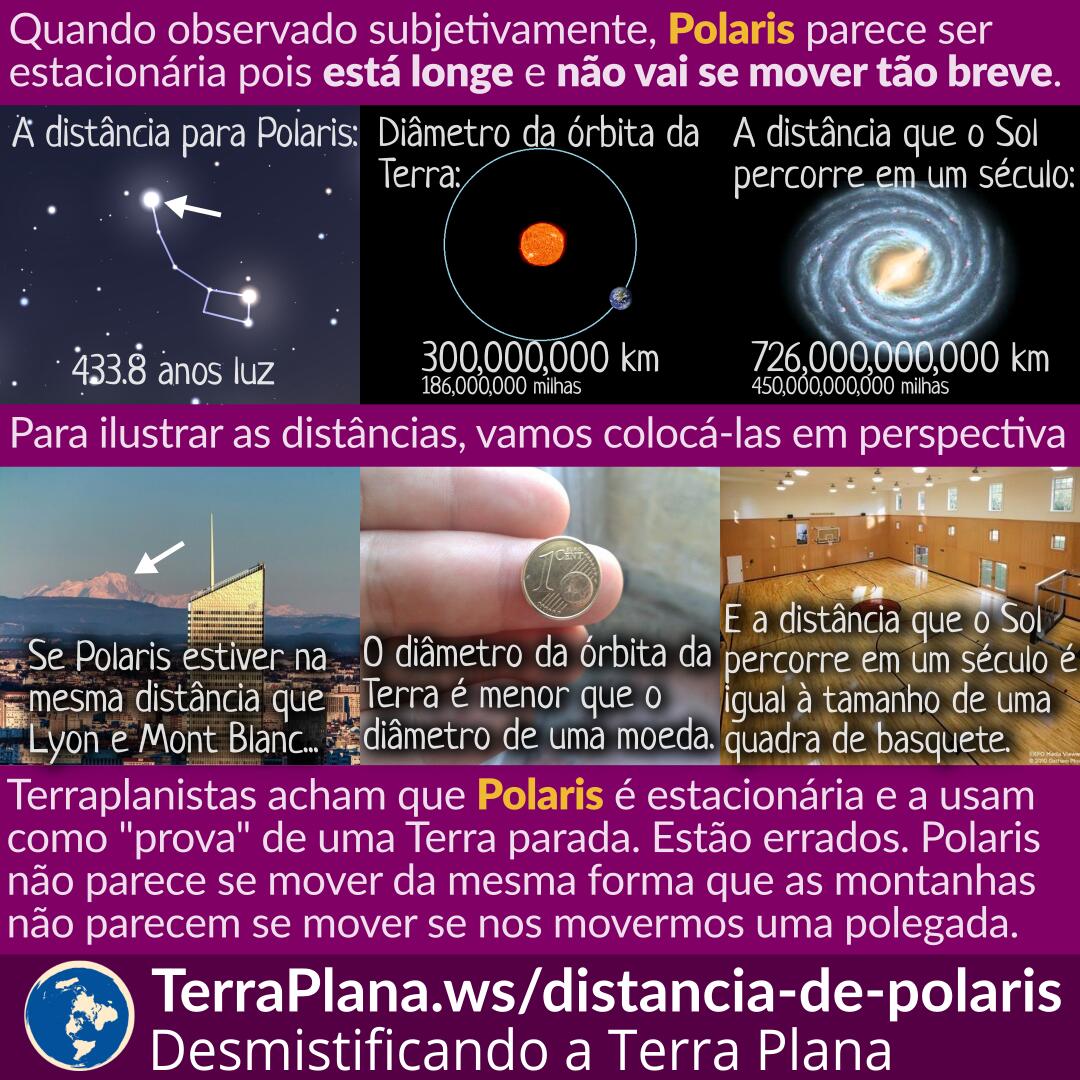 Quando observado subjetivamente, Polaris parece ser
estacionária pois está longe e não vai se mover tão breve.
A distância para Polaris:
433.8 anos luz
Diâmetro da órbita da
Terra:
300,000,000 km
186,000,000 milhas
A distância que o Sol
percorre em um século:
726,000,000,000 km
450,000,000,000 milhas
Para ilustrar as distâncias, vamos colocá-las em perspectiva
Se Polaris estiver na
mesma distância que
Lyon e Mont Blanc...
1
EURO
CENT
O diâmetro da órbita da
Terra é menor que o
diâmetro de uma moeda.
E a distância que o Sol
percorre em um século é
igual à tamanho de uma
quadra de basquete.
Terraplanistas acham que Polaris é estacionária e a usam
como "prova" de uma Terra parada. Estão errados. Polaris
não parece se mover da mesma forma que as montanhas
não parecem se mover se nos movermos uma polegada.
TerraPlana.ws/distancia-de-polaris
Desmistificando a Terra Plana